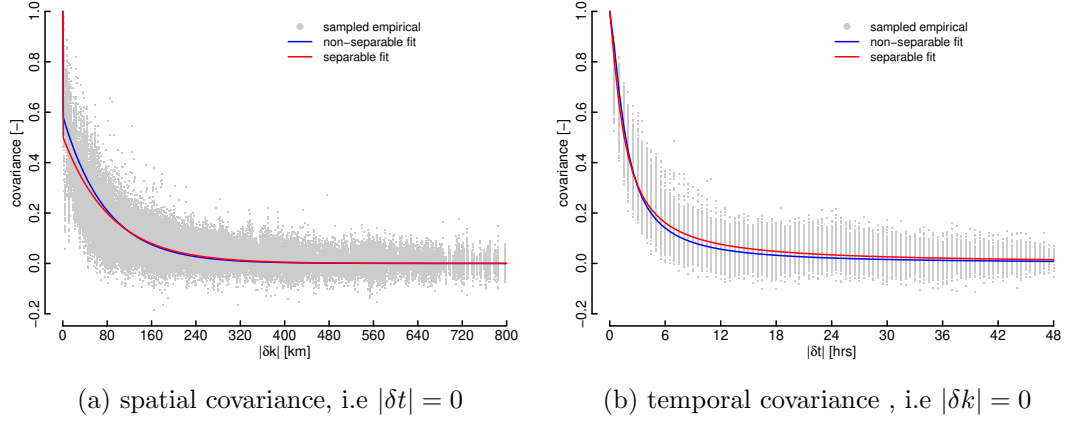 sampled empirical
non−separable fit
separable fit
covariance [−]
1.0
0.8
0.6
0.4
0.2
0.0
−0.2
0 80 160 240 320 400 480 560 640 720 800
|δk| [km]
(a) spatial covariance, i.e |δt| = 0
sampled empirical
non−separable fit
separable fit
covariance [−]
1.0
0.8
0.6
0.4
0.2
0.0
−0.2
0 6 12 18 24 30 36 42 48
|δt| [hrs]
(b) temporal covariance , i.e |δk| = 0